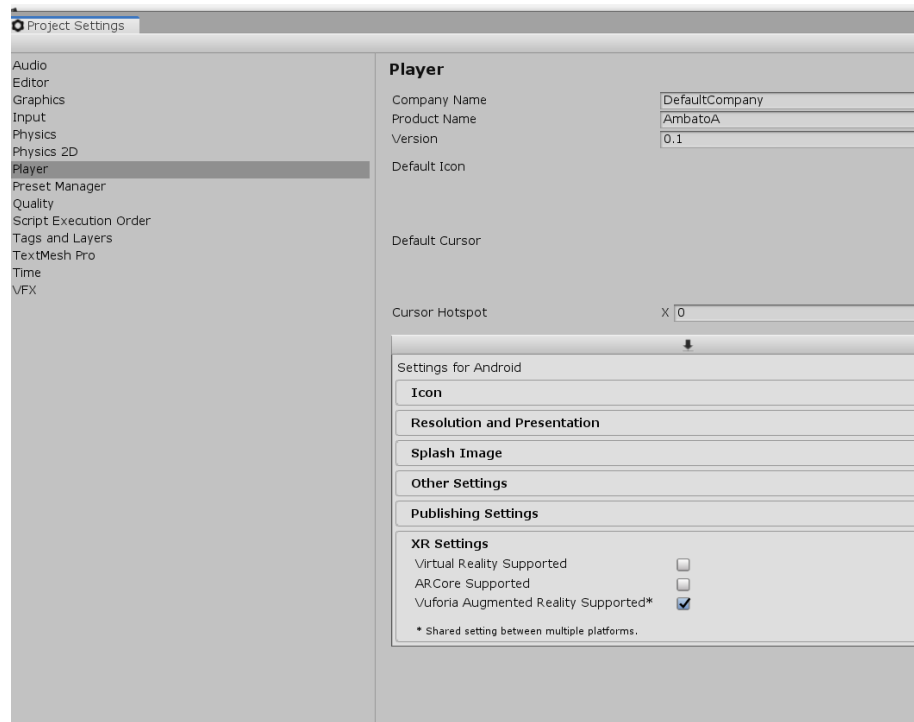 Project Settings
Audio
Editor
Graphics
Input
Physics
Physics 2D
Player
Preset Manager
Quality
Script Execution Order
Tags and Layers
TextMesh Pro
Time
VFX
Player
Company Name DefaultCompany
Product Name AmbatoA
Version 0.1
Default Icon
Default Cursor
Cursor Hotspot X 0
Settings for Android
Icon
Resolution and Presentation
Splash Image
Other Settings
Publishing Settings
XR Settings
Virtual Reality Supported
ARCore Supported
Vuforia Augmented Reality Supported*
* Shared setting between multiple platforms.